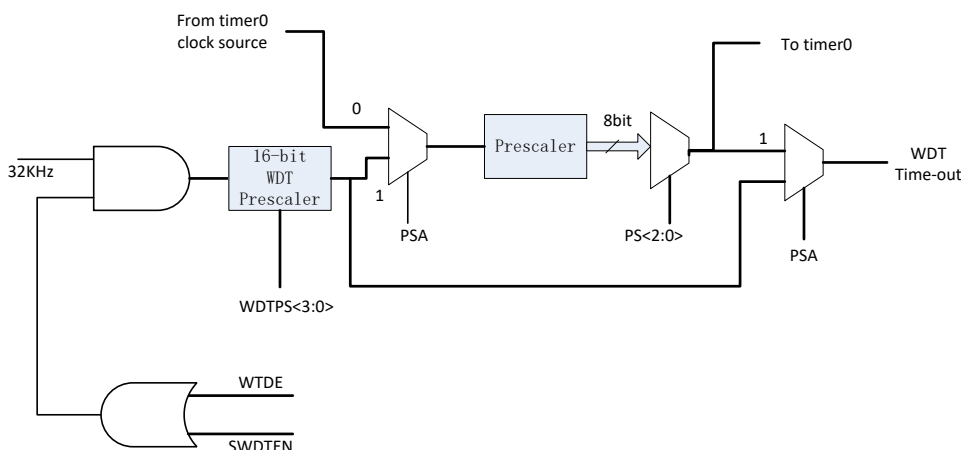 From timer0
clock source
To timer0
0
8bit
1
32KHz
16-bit
WDT
Prescaler
Prescaler
WDT
Time-out
1
PSA
PS<2:0>
PSA
WDTPS<3:0>
WTDE
SWDTEN